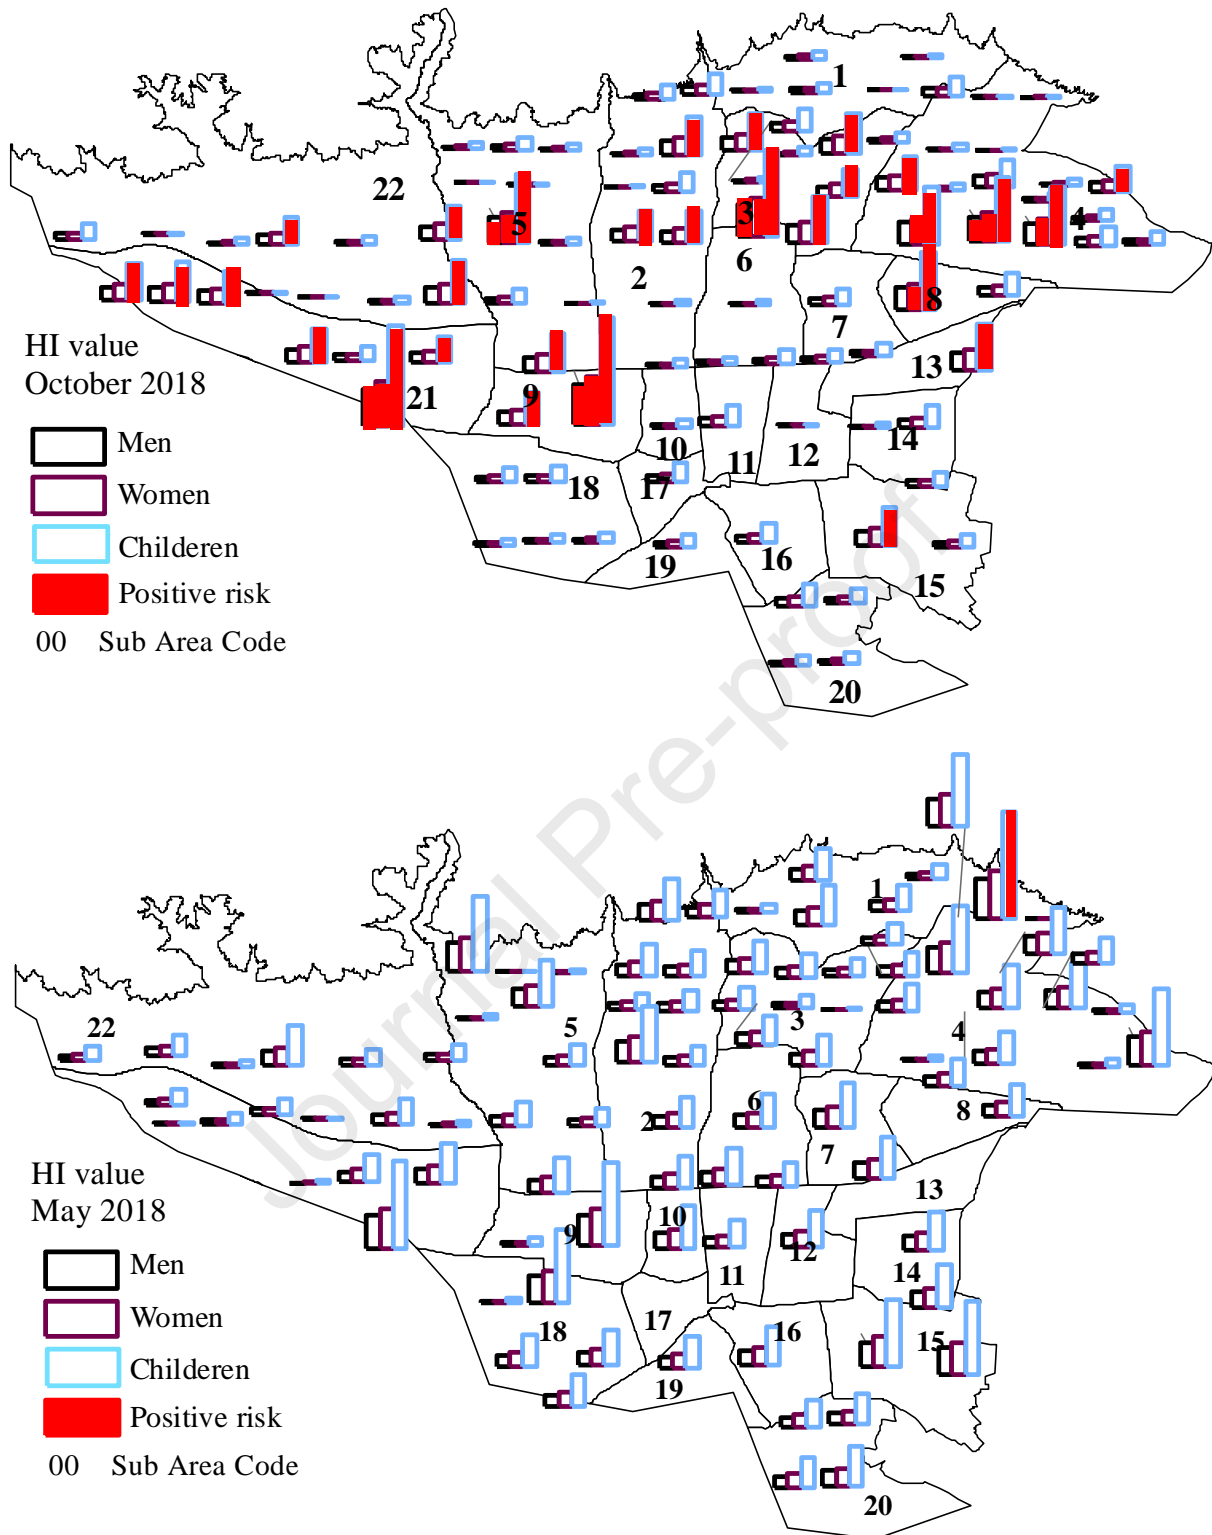 1
22
3
4
5
2
6
8
7
HI value
October 2018
13
21
9
Men
10
11
12
14
Women
18
17
Childeren
19
16
15
Positive risk
00 Sub Area Code
20
Journal Pre-proof
1
22
5
3
4
2
6
8
7
HI value
May 2018
13
9
10
12
11
14
Men
17
16
18
15
Women
19
Childeren
Positive risk
00 Sub Area Code
20